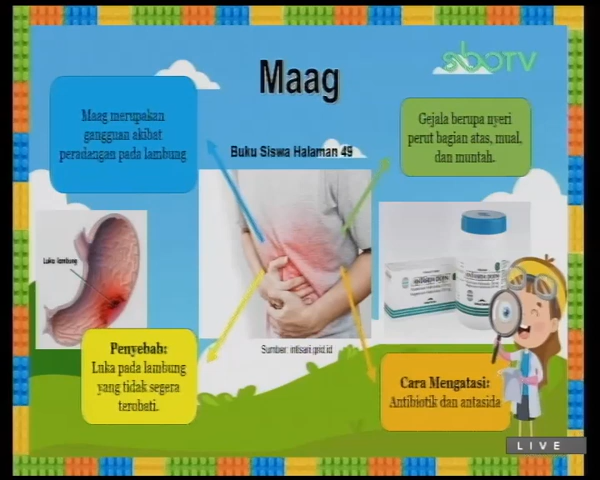 sboTV
Maag
Maag merupakan
gangguan akibat
peradangan pada lambung
Gejala berupa nyeri
perut bagian atas, mual,
dan muntah.
Buku Siswa Halaman 49
Luka lambung
Sumber: intisari.grid.id
Penyebab:
Luka pada lambung
yang tidak segera
terobati.
Cara Mengatasi:
Antibiotik dan antasida
LIVE